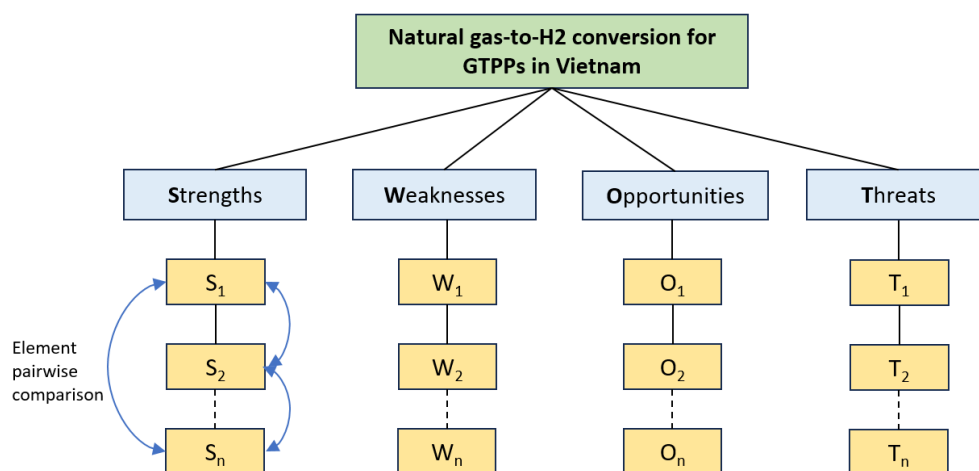 Natural gas-to-H2 conversion for
GTPPs in Vietnam
Strengths
Weaknesses
Opportunities
Threats
S₁
W₁
O₁
T₁
Element
pairwise
comparison
S₂
W₂
O₂
T₂
Sₙ
Wₙ
Oₙ
Tₙ